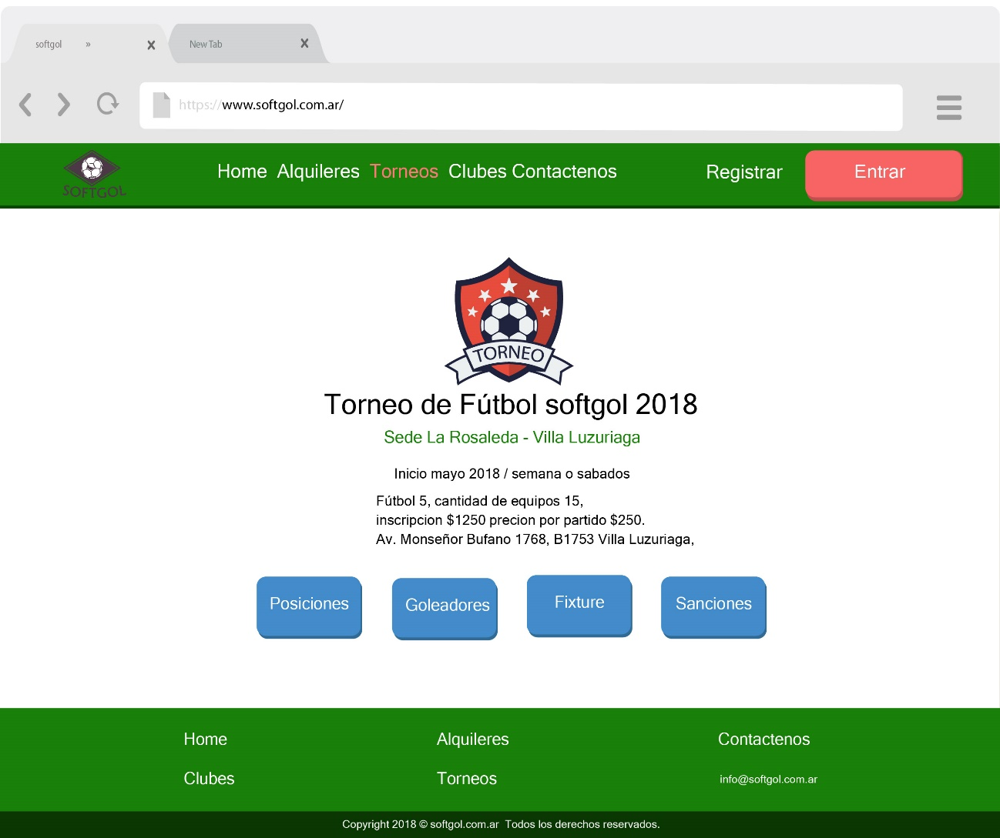 softgol » x New Tab x
https://www.softgol.com.ar/
SOFTGOL Home Alquileres Torneos Clubes Contactenos Registrar Entrar
TORNEO
Torneo de Fútbol softgol 2018
Sede La Rosaleda - Villa Luzuriaga
Inicio mayo 2018 / semana o sabados
Fútbol 5, cantidad de equipos 15,
inscripcion $1250 precion por partido $250.
Av. Monseñor Bufano 1768, B1753 Villa Luzuriaga,
Posiciones Goleadores Fixture Sanciones
Home Alquileres Contactenos
Clubes Torneos info@softgol.com.ar
Copyright 2018 © softgol.com.ar Todos los derechos reservados.